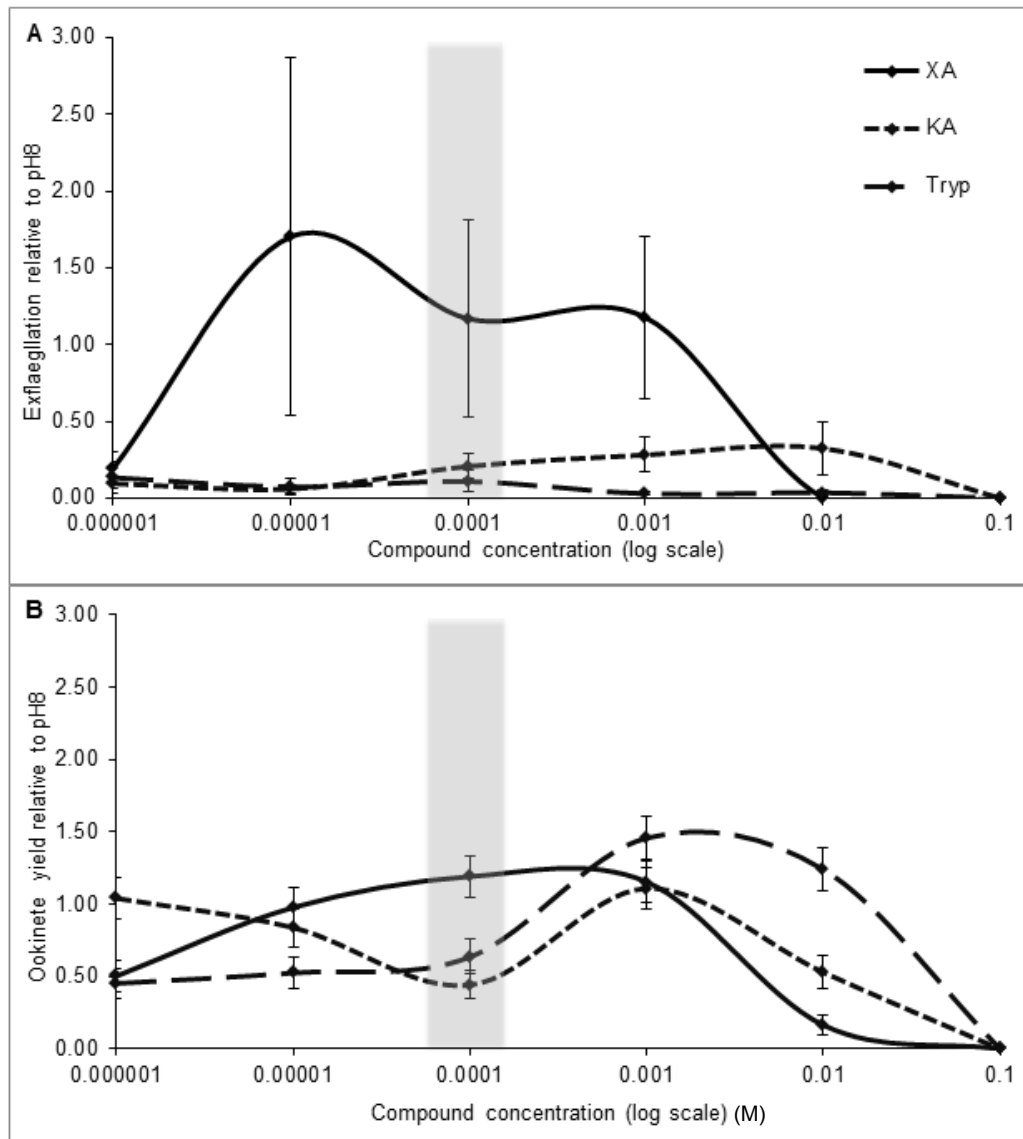 A
3.00
2.50
2.00
1.50
1.00
0.50
0.00
Exflaegllation relative to pH8
XA
KA
Tryp
0.000001 0.00001 0.0001 0.001 0.01 0.1
Compound concentration (log scale)
B
3.00
2.50
2.00
1.50
1.00
0.50
0.00
Ookinete yield relative to pH8
0.000001 0.00001 0.0001 0.001 0.01 0.1
Compound concentration (log scale) (M)